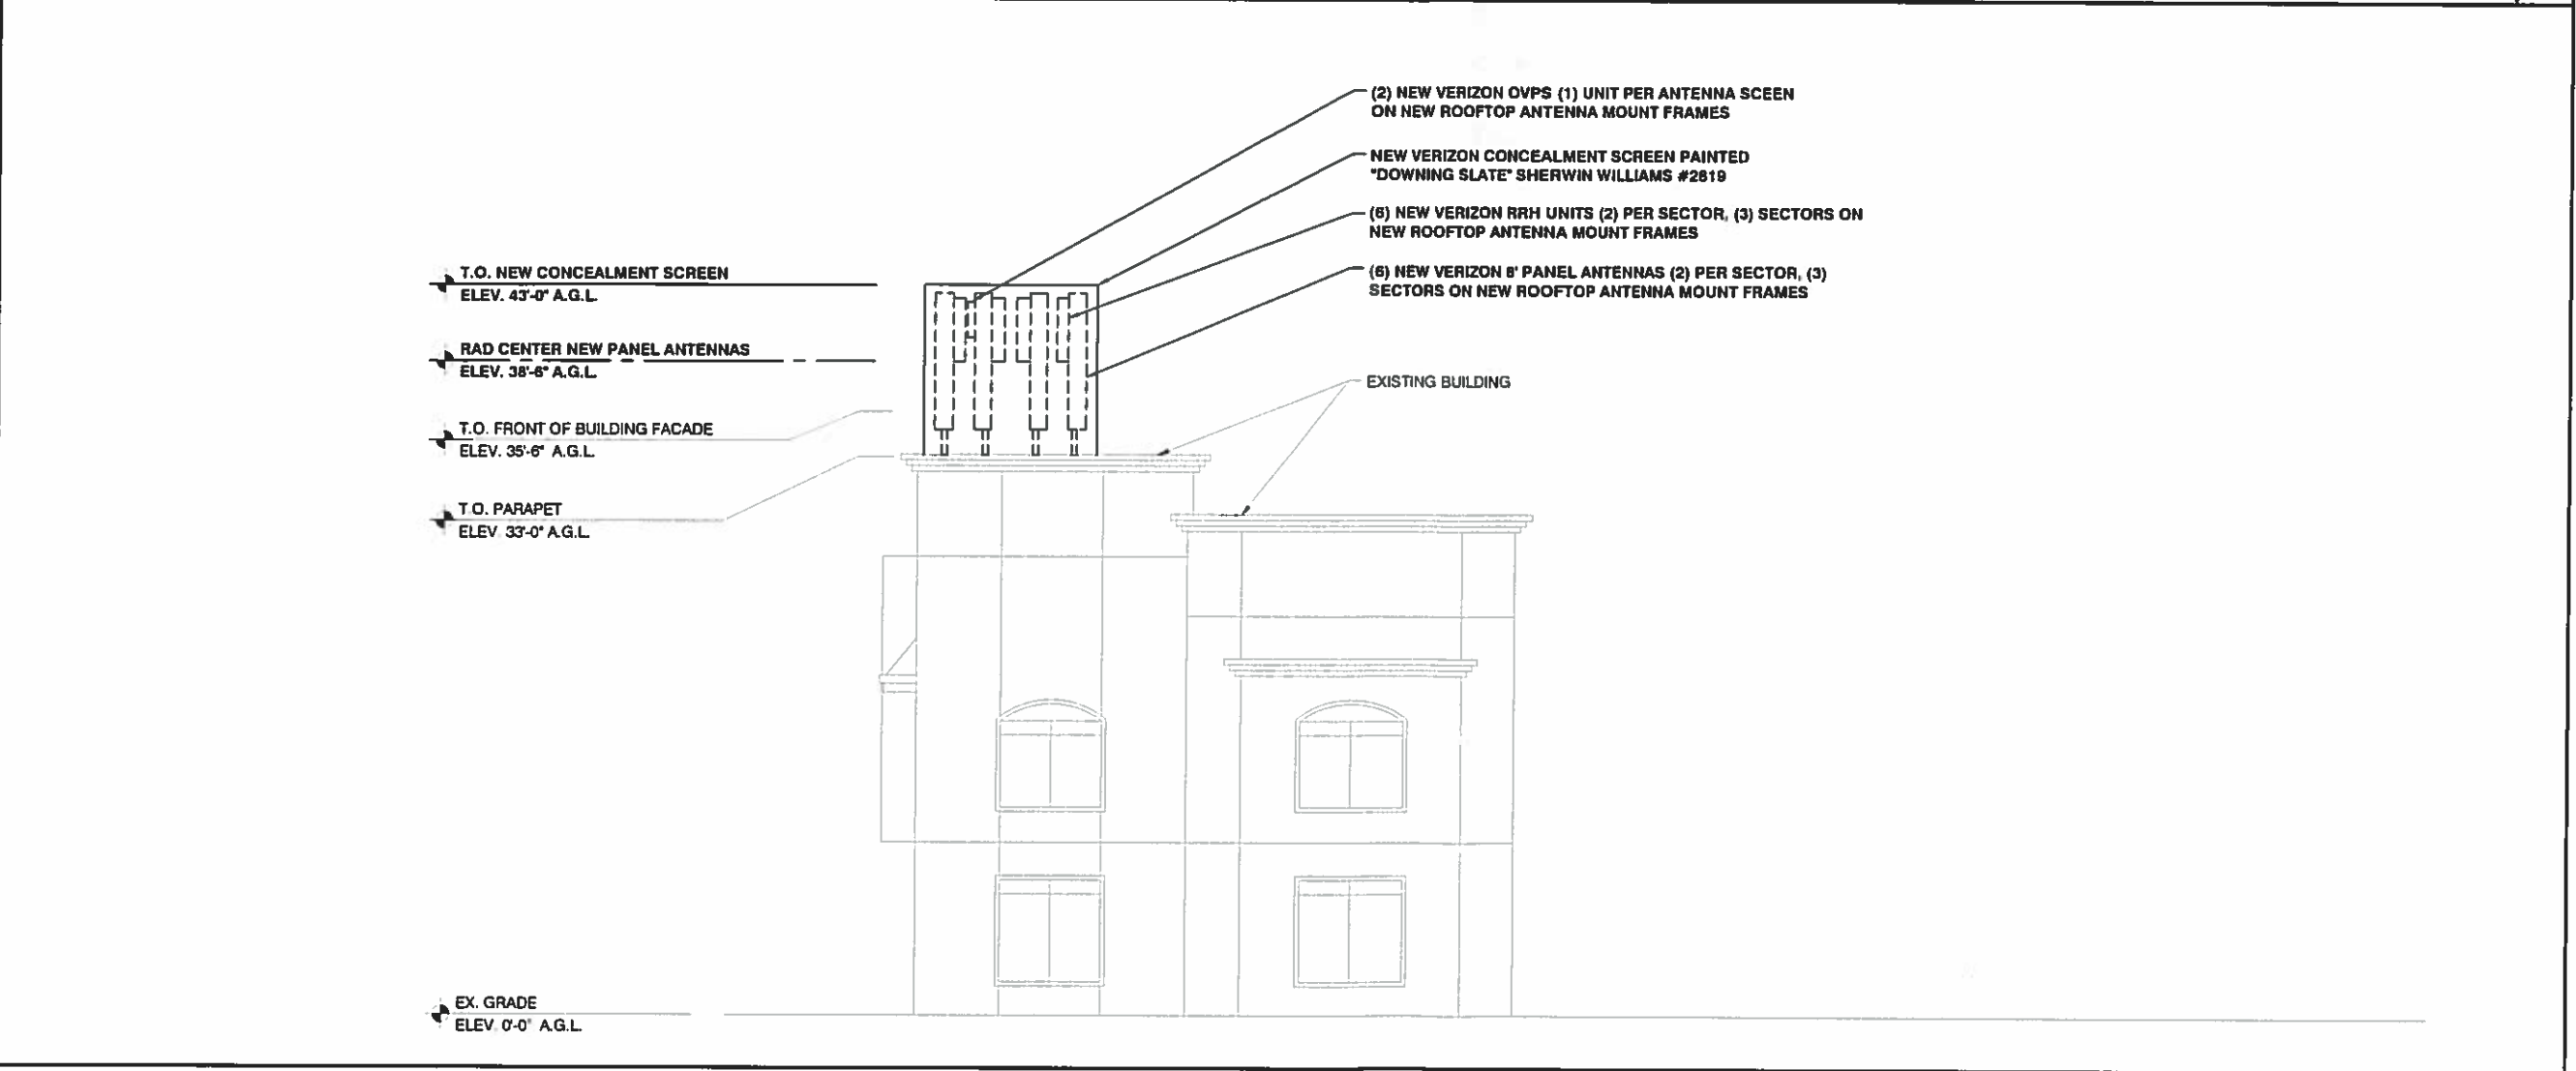 (2) NEW VERIZON OVPS (1) UNIT PER ANTENNA SCEEN
ON NEW ROOFTOP ANTENNA MOUNT FRAMES
NEW VERIZON CONCEALMENT SCREEN PAINTED
"DOWNING SLATE" SHERWIN WILLIAMS #2819
(6) NEW VERIZON RRH UNITS (2) PER SECTOR, (3) SECTORS ON
NEW ROOFTOP ANTENNA MOUNT FRAMES
(6) NEW VERIZON 8' PANEL ANTENNAS (2) PER SECTOR, (3)
SECTORS ON NEW ROOFTOP ANTENNA MOUNT FRAMES
EXISTING BUILDING
T.O. NEW CONCEALMENT SCREEN
ELEV. 43'-0" A.G.L.
RAD CENTER NEW PANEL ANTENNAS
ELEV. 38'-6" A.G.L.
T.O. FRONT OF BUILDING FACADE
ELEV. 35'-6" A.G.L.
T.O. PARAPET
ELEV. 33'-0" A.G.L.
EX. GRADE
ELEV. 0'-0" A.G.L.